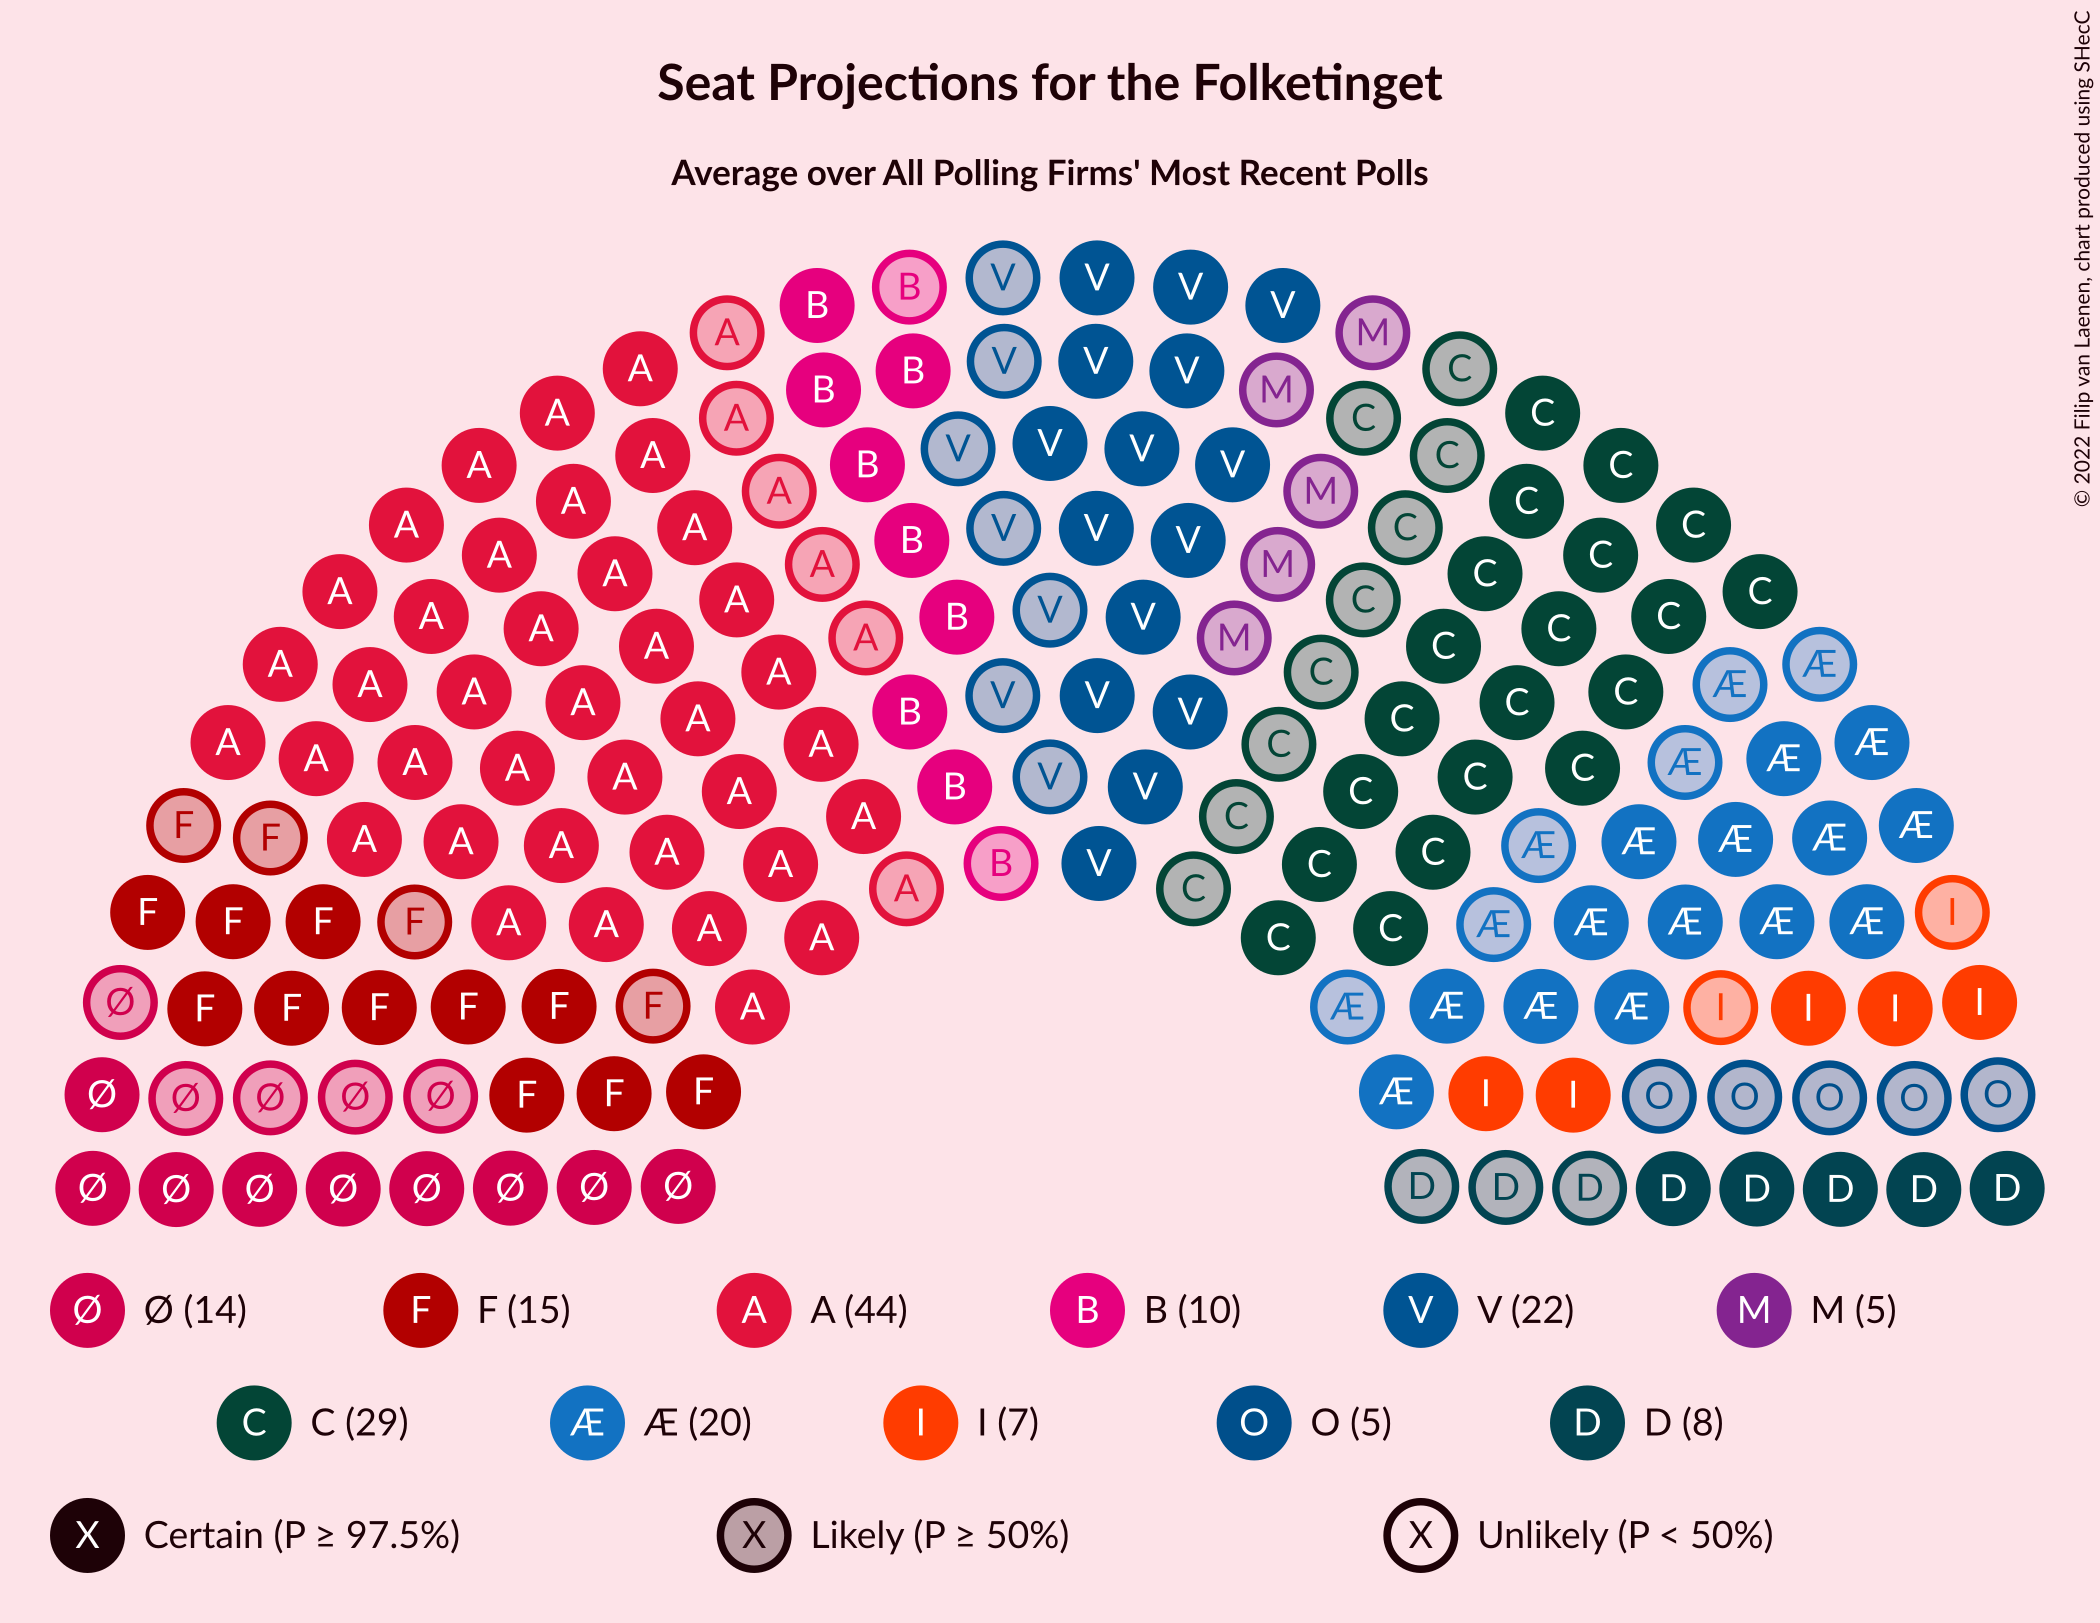 © 2022 Filip van Laenen, chart produced using SHecC
Seat Projections for the Folketinget
Average over All Polling Firms' Most Recent Polls
B B V V V V
A A B V V V M C
A A B M C C
A A B V V V V C C
A A M C
A A A B V V V C C C
A A A A M C C C
A A A A B V V M C C C
A A A A A A B V V V C C C C Æ Æ
A A A A A A A B V V C C C C Æ Æ Æ
F F A A A A A A B V C C C Æ Æ Æ Æ Æ
F F F F A A A A A C C C Æ Æ Æ Æ Æ I
Ø F F F F F F A Æ Æ Æ Æ I I I I
Ø Ø Ø Ø Ø F F F Æ I I O O O O O
Ø Ø Ø Ø Ø Ø Ø Ø D D D D D D D D
Ø Ø (14) F F (15) A A (44) B B (10) V V (22) M M (5)
C C (29) Æ Æ (20) I I (7) O O (5) D D (8)
X Certain (P ≥ 97.5%) X Likely (P ≥ 50%) X Unlikely (P < 50%)